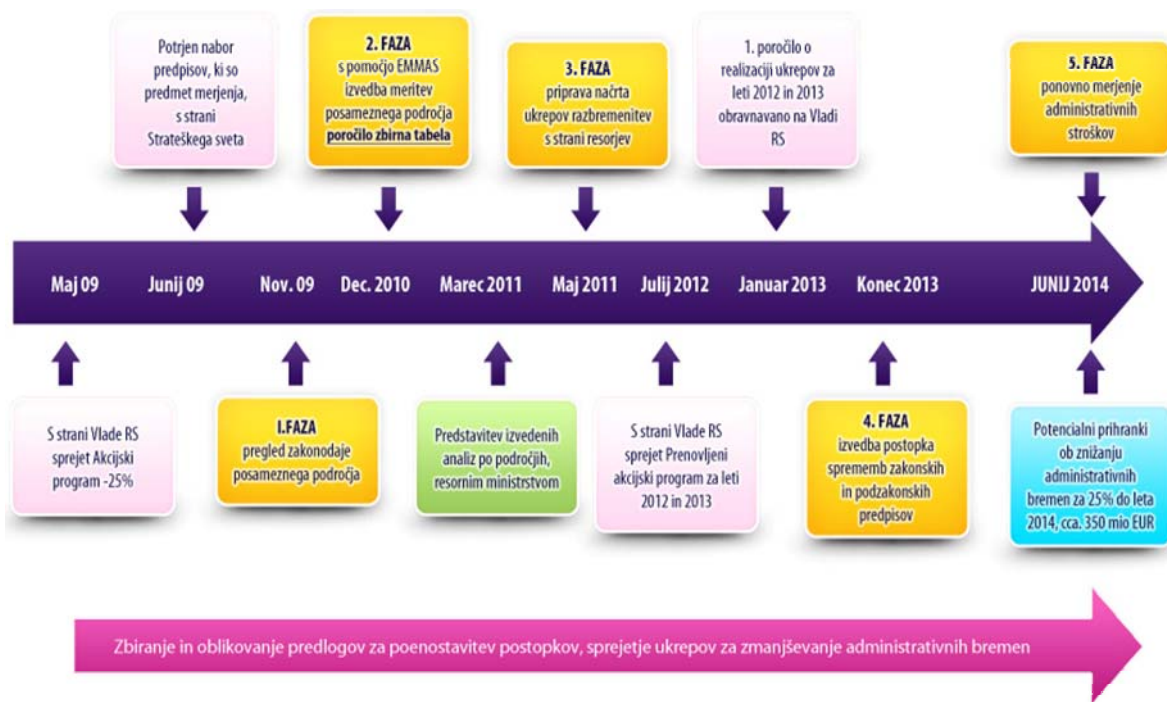 Potrjen nabor
predpisov, ki so
predmet merjenja,
s strani
Strateškega sveta
2. FAZA
s pomočjo EMMAS
izvedba meritev
posameznega področja
poročilo zbirna tabela
3. FAZA
priprava načrta
ukrepov razbremenitev
s strani resorjev
1. poročilo o
realizaciji ukrepov za
leti 2012 in 2013
obravnavano na Vladi
RS
5. FAZA
ponovno merjenje
administrativnih
stroškov
Maj 09
Junij 09
Nov. 09
Dec. 2010
Marec 2011
Maj 2011
Julij 2012
Januar 2013
Konec 2013
JUNIJ 2014
S strani Vlade RS
sprejet Akcijski
program -25%
1.FAZA
pregled zakonodaje
posameznega področja
Predstavitev izvedenih
analiz po področjih,
resornim ministrstvom
S strani Vlade RS
sprejet Prenovljeni
akcijski program za leti
2012 in 2013
4. FAZA
izvedba postopka
sprememb zakonskih
in podzakonskih
predpisov
Potencialni prihranki
ob znižanju
administrativnih
bremen za 25% do leta
2014, cca. 350 mio EUR
Zbiranje in oblikovanje predlogov za poenostavitev postopkov, sprejetje ukrepov za zmanjševanje administrativnih bremen